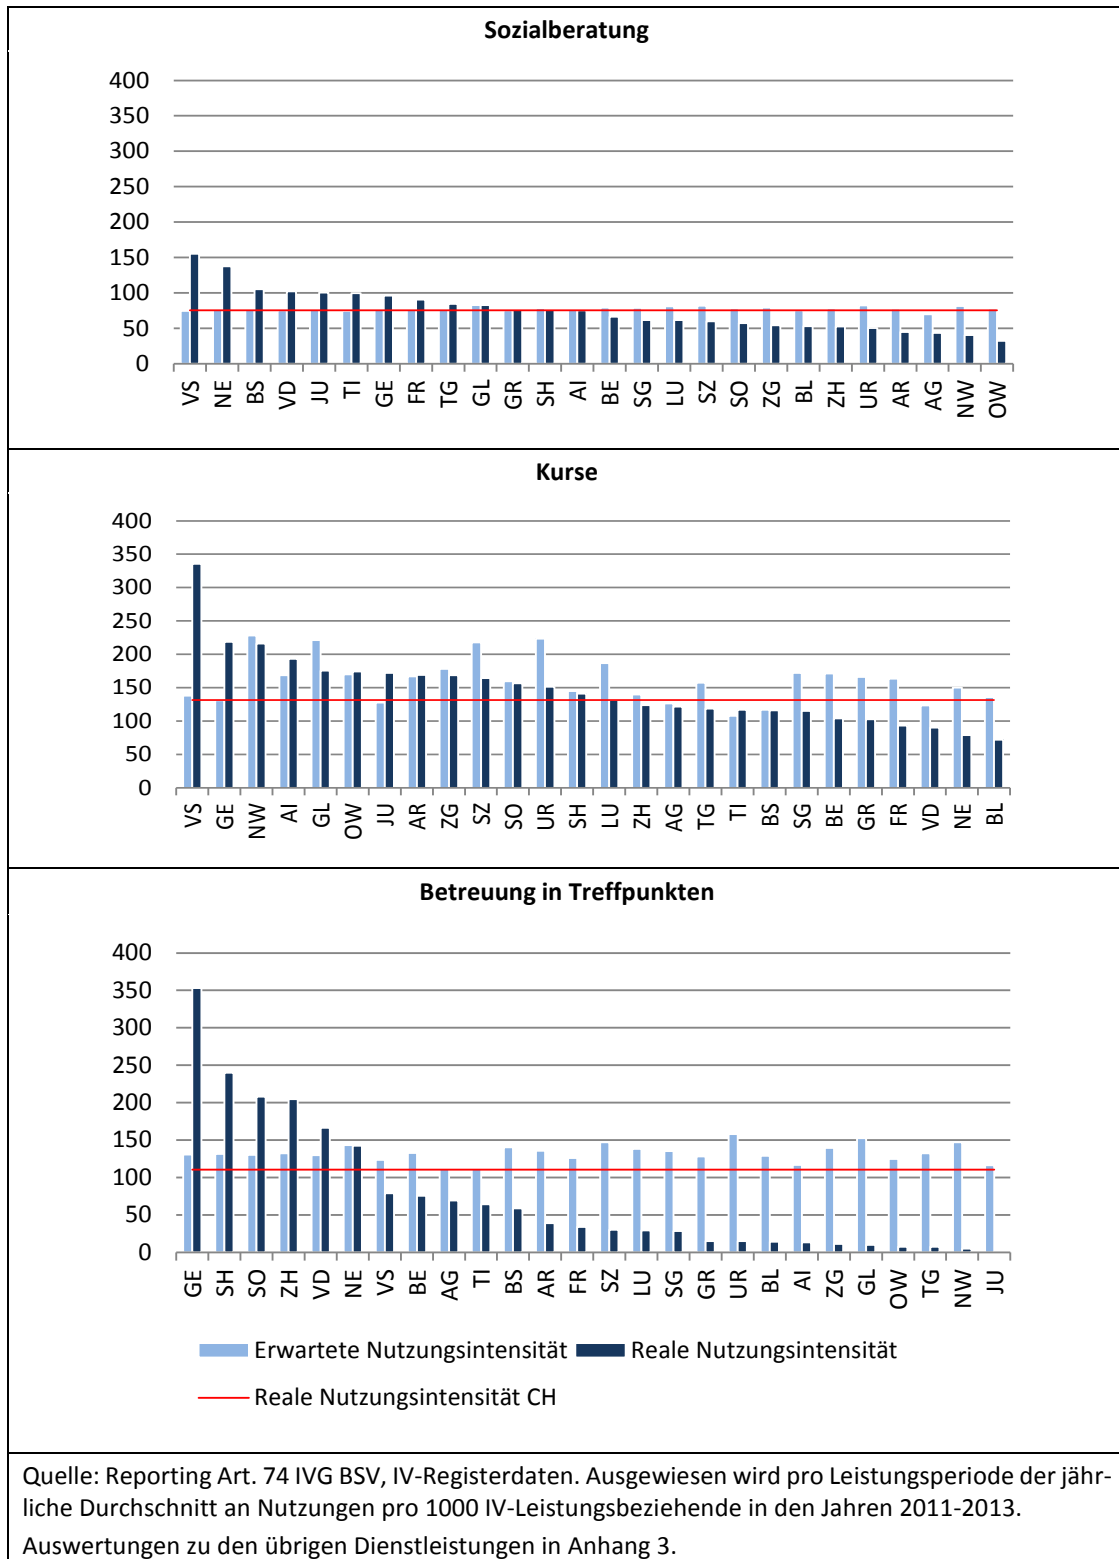 Sozialberatung
400
350
300
250
200
150
100
50
0
VS NE BS VD JU TI GE FR TG GL GR SH AI BE SG LU SZ SO ZG BL ZH UR AR AG NW OW
Kurse
400
350
300
250
200
150
100
50
0
VS GE NW AI GL OW JU AR ZG SZ SO UR SH LU ZH AG TG TI BS SG BE GR FR VD NE BL
Betreuung in Treffpunkten
400
350
300
250
200
150
100
50
0
GE SH SO ZH VD NE VS BE AG TI BS AR FR SZ LU SG GR UR BL AI ZG GL OW TG NW JU
Erwartete Nutzungsintensität Reale Nutzungsintensität
Reale Nutzungsintensität CH
Quelle: Reporting Art. 74 IVG BSV, IV-Registerdaten. Ausgewiesen wird pro Leistungsperiode der jähr-
liche Durchschnitt an Nutzungen pro 1000 IV-Leistungsbeziehende in den Jahren 2011-2013.
Auswertungen zu den übrigen Dienstleistungen in Anhang 3.